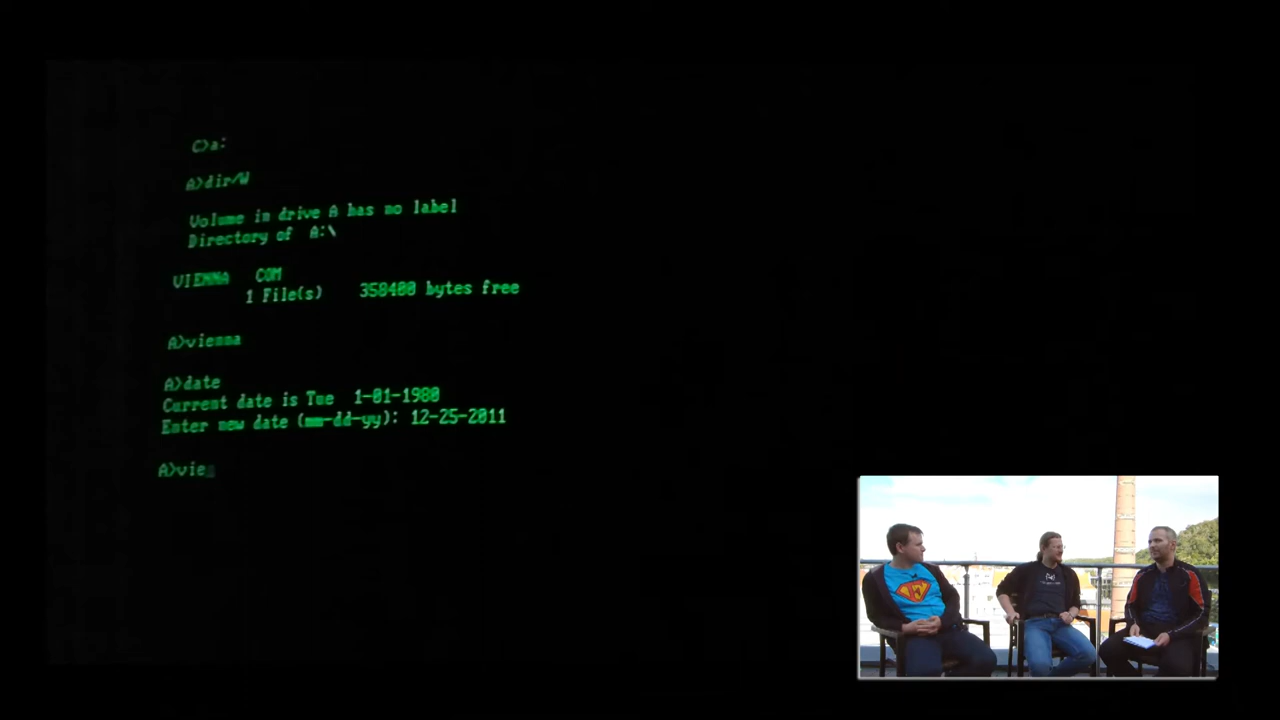 C>a:
A>dir/W
Volume in drive A has no label
Directory of A:\
VIENNA COM
1 File(s) 358400 bytes free
A>vienna
A>date
Current date is Tue 1-01-1980
Enter new date (mm-dd-yy): 12-25-2011
A>vie